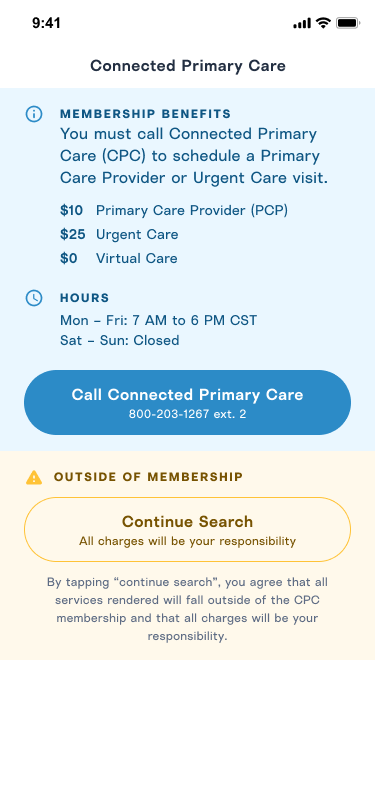 9:41
Connected Primary Care
MEMBERSHIP BENEFITS
You must call Connected Primary
Care (CPC) to schedule a Primary
Care Provider or Urgent Care visit.
$10 Primary Care Provider (PCP)
$25 Urgent Care
$0 Virtual Care
HOURS
Mon – Fri: 7 AM to 6 PM CST
Sat – Sun: Closed
Call Connected Primary Care
800-203-1267 ext. 2
OUTSIDE OF MEMBERSHIP
Continue Search
All charges will be your responsibility
By tapping “continue search”, you agree that all
services rendered will fall outside of the CPC
membership and that all charges will be your
responsibility.